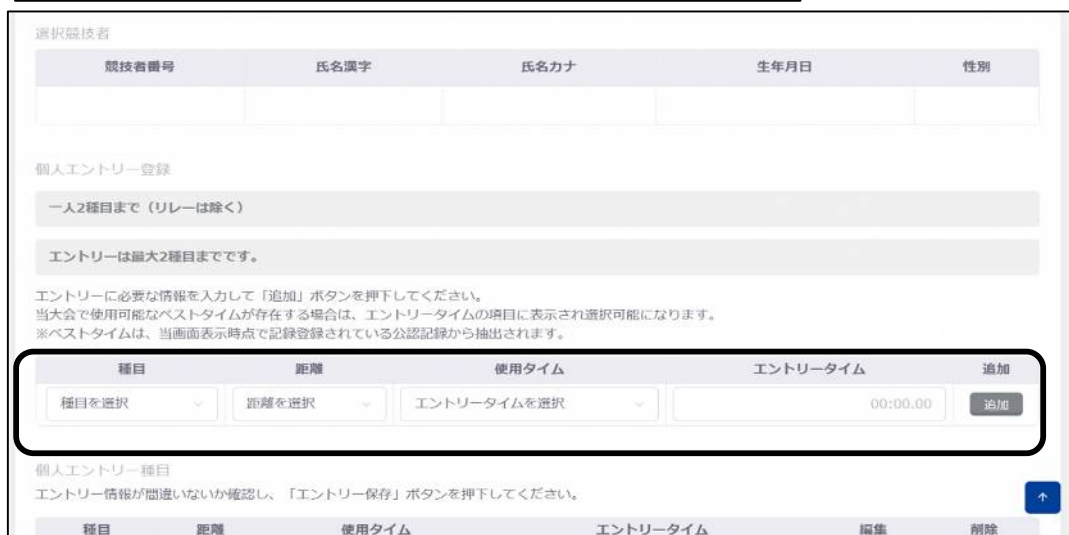 選択競技者
競技者番号 氏名漢字 氏名カナ 生年月日 性別
個人エントリー登録
一人2種目まで（リレーは除く）
エントリーは最大2種目までです。
エントリーに必要な情報を入力して「追加」ボタンを押下してください。
当大会で使用可能なベストタイムが存在する場合は、エントリータイムの項目に表示され選択可能になります。
※ベストタイムは、当画面表示時点で記録登録されている公認記録から抽出されます。
種目 距離 使用タイム エントリータイム 追加
種目を選択 距離を選択 エントリータイムを選択 00:00.00 追加
個人エントリー種目
エントリー情報が間違いないか確認し、「エントリー保存」ボタンを押下してください。
種目 距離 使用タイム エントリータイム 編集 削除